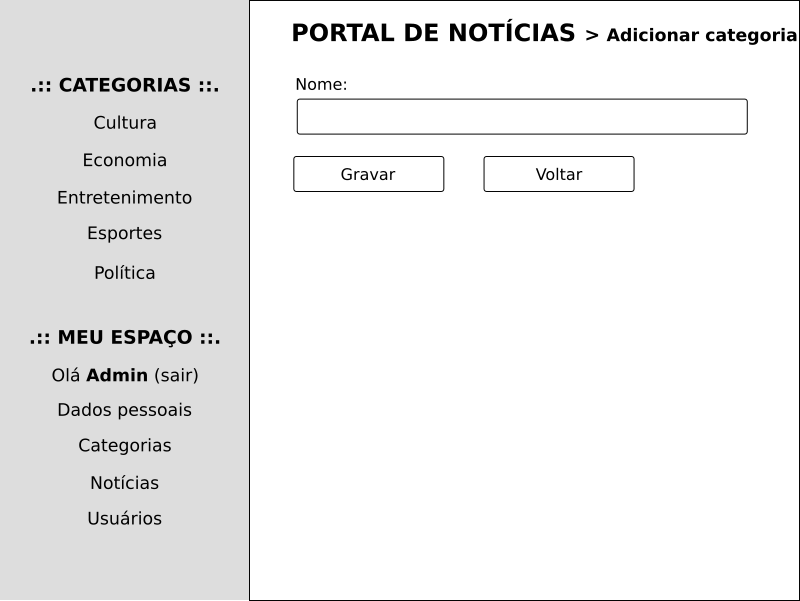 .:: CATEGORIAS ::.
Cultura
Economia
Entretenimento
Esportes
Política
.:: MEU ESPAÇO ::.
Olá Admin (sair)
Dados pessoais
Categorias
Notícias
Usuários
PORTAL DE NOTÍCIAS > Adicionar categoria
Nome:
Gravar Voltar